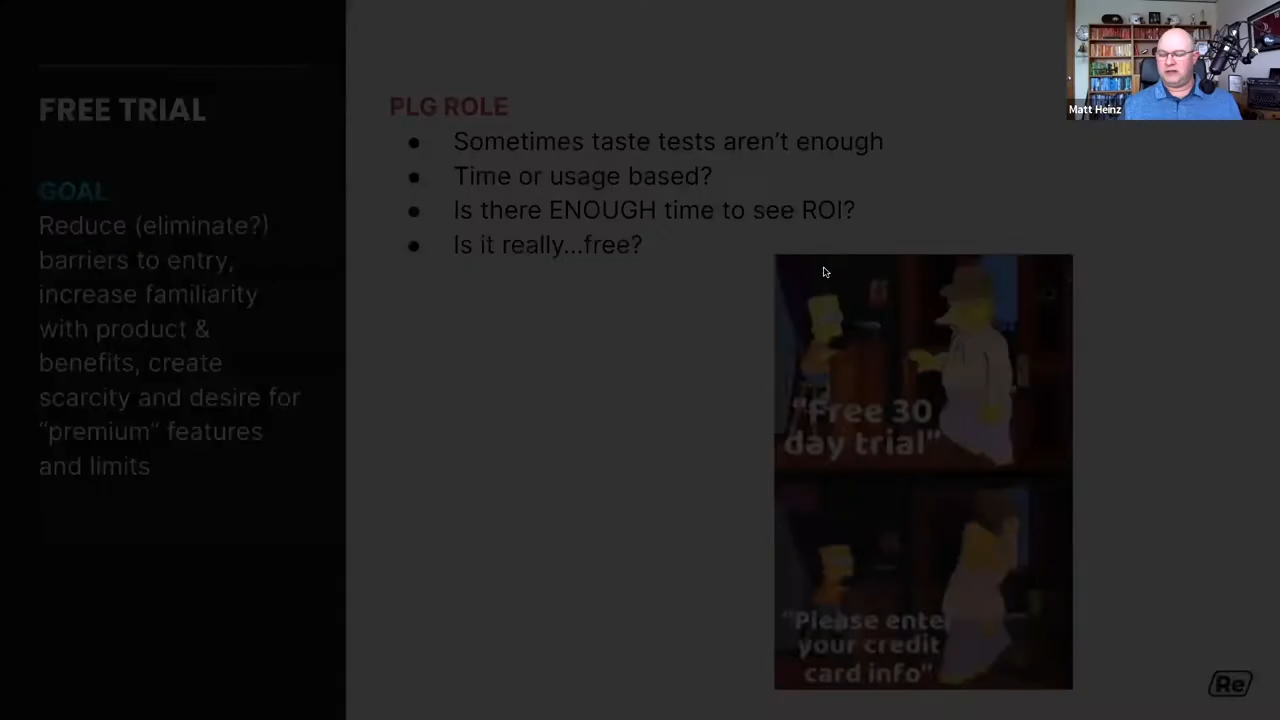 FREE TRIAL
GOAL
Reduce (eliminate?)
barriers to entry,
increase familiarity
with product &
benefits, create
scarcity and desire for
“premium” features
and limits
PLG ROLE
● Sometimes taste tests aren’t enough
● Time or usage based?
● Is there ENOUGH time to see ROI?
● Is it really...free?
"Free 30
day trial"
"Please enter
your credit
card info"
Matt Heinz
Re